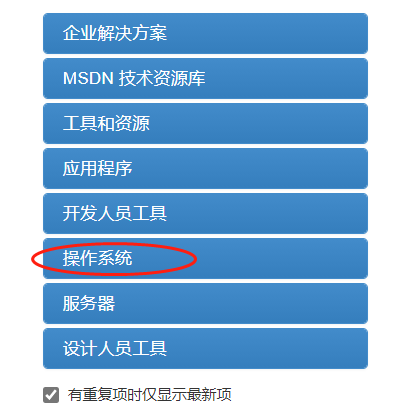 企业解决方案
MSDN 技术资源库
工具和资源
应用程序
开发人员工具
操作系统
服务器
设计人员工具
有重复项时仅显示最新项